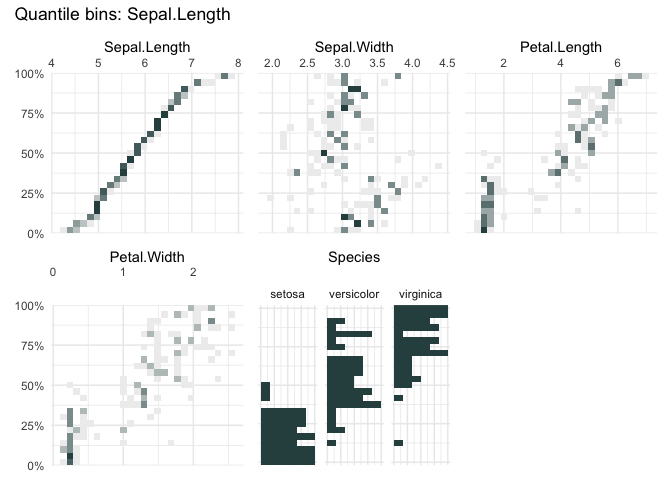 Quantile bins: Sepal.Length
Sepal.Length Sepal.Width Petal.Length
4 5 6 7 8 2.0 2.5 3.0 3.5 4.0 4.5 2 4 6
100%
75%
50%
25%
0%
Petal.Width Species
0 1 2
setosa versicolor virginica
100%
75%
50%
25%
0%